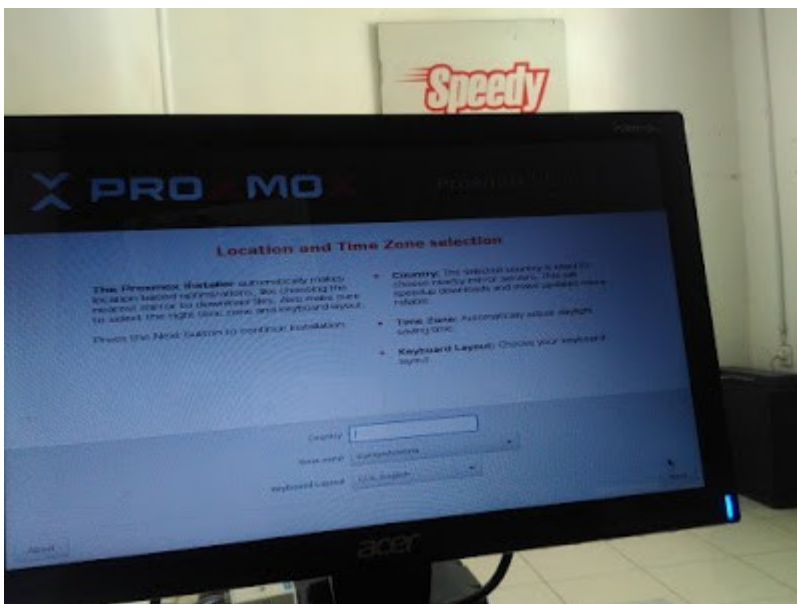 Speedy
PROXMOX
Location and Time Zone selection
The Proxmox Installer automatically makes
location based optimizations, like choosing the
nearest mirror to download files. Also make sure
to select the right time zone and keyboard layout.
Press the Next button to continue installation.
• Country: The selected country is used to
choose nearby mirror servers. This will
speedup downloads and make updates more
reliable.
• Time Zone: Automatically adjust daylight
saving time.
• Keyboard Layout: Choose your keyboard
layout.
Country
Time zone
Keyboard Layout U.S. English
Abort
Next
acer